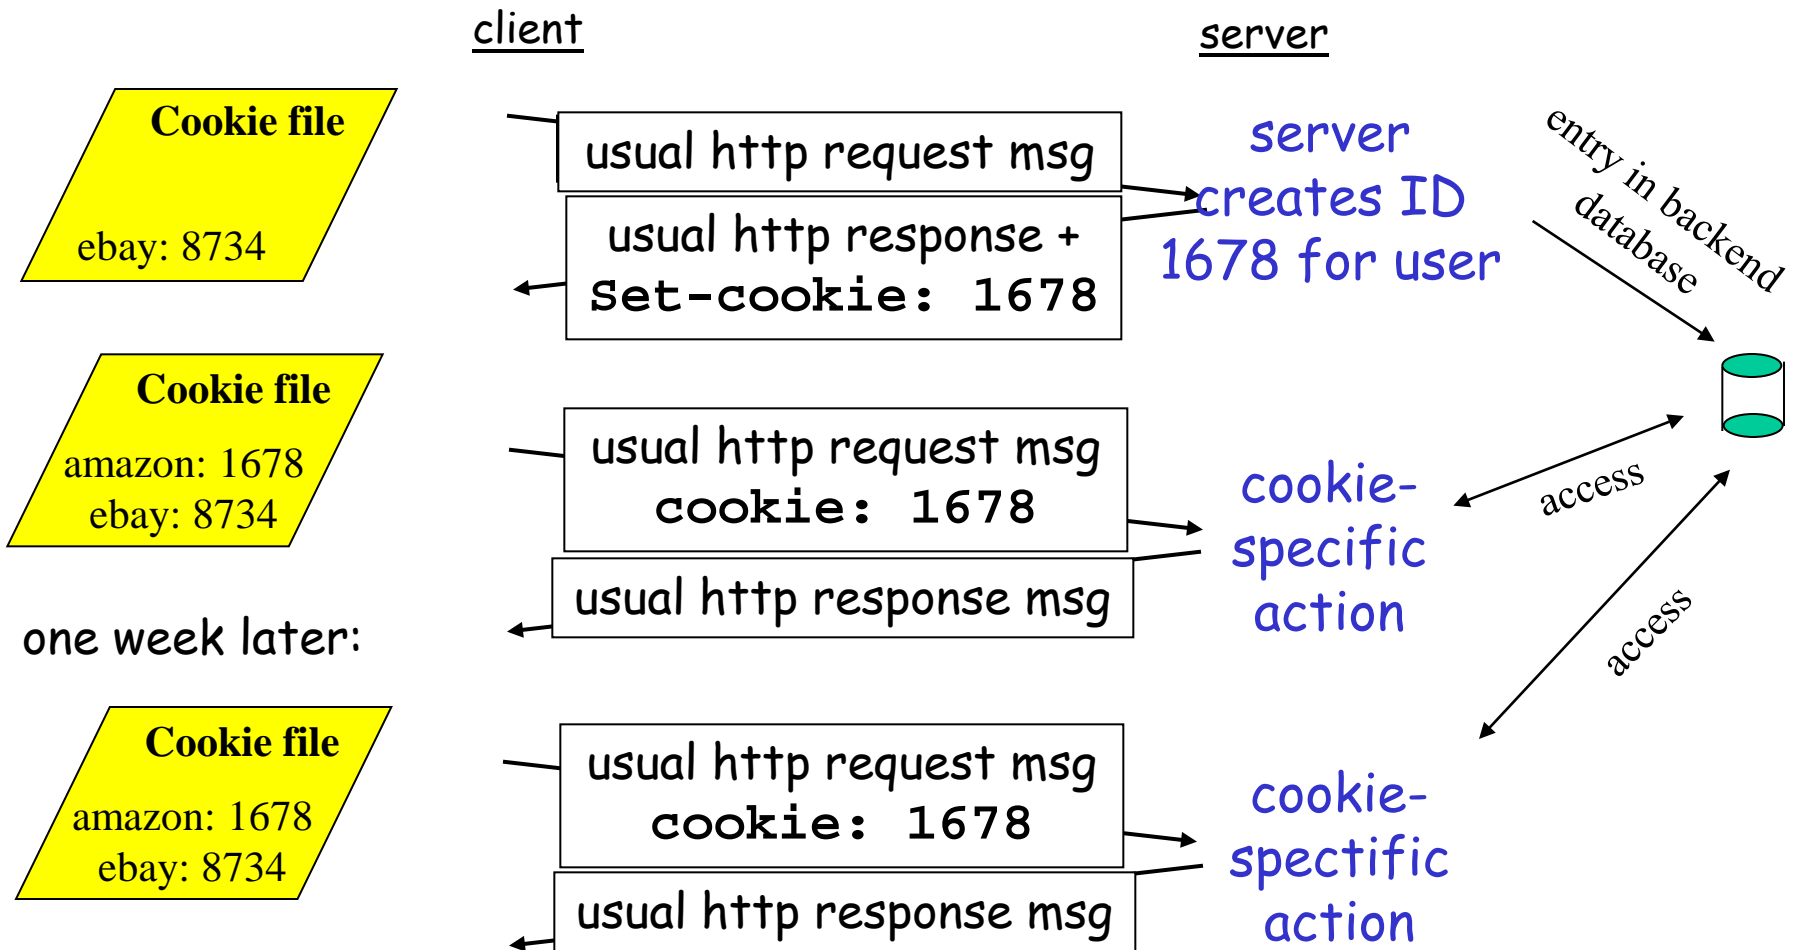 client
server
Cookie file
ebay: 8734
usual http request msg
usual http response +
Set-cookie: 1678
server
creates ID
1678 for user
entry in backend
database
Cookie file
amazon: 1678
ebay: 8734
usual http request msg
cookie: 1678
usual http response msg
cookie-
specific
action
access
access
one week later:
Cookie file
amazon: 1678
ebay: 8734
usual http request msg
cookie: 1678
usual http response msg
cookie-
spectific
action